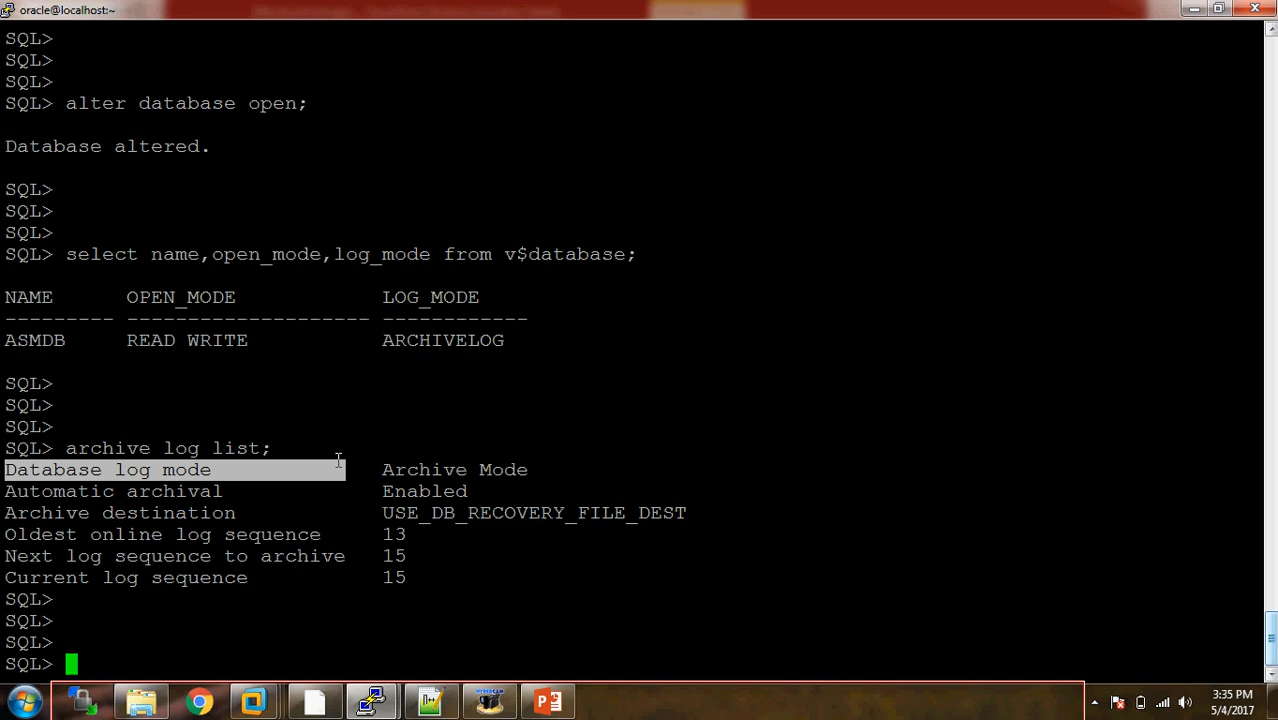 oracle@localhost:~
SQL>
SQL>
SQL>
SQL> alter database open;
Database altered.
SQL>
SQL>
SQL>
SQL> select name,open_mode,log_mode from v$database;
NAME OPEN_MODE LOG_MODE
--------- -------------------- ------------
ASMDB READ WRITE ARCHIVELOG
SQL>
SQL>
SQL>
SQL> archive log list;
Database log mode Archive Mode
Automatic archival Enabled
Archive destination USE_DB_RECOVERY_FILE_DEST
Oldest online log sequence 13
Next log sequence to archive 15
Current log sequence 15
SQL>
SQL>
SQL>
SQL>
3:35 PM
5/4/2017